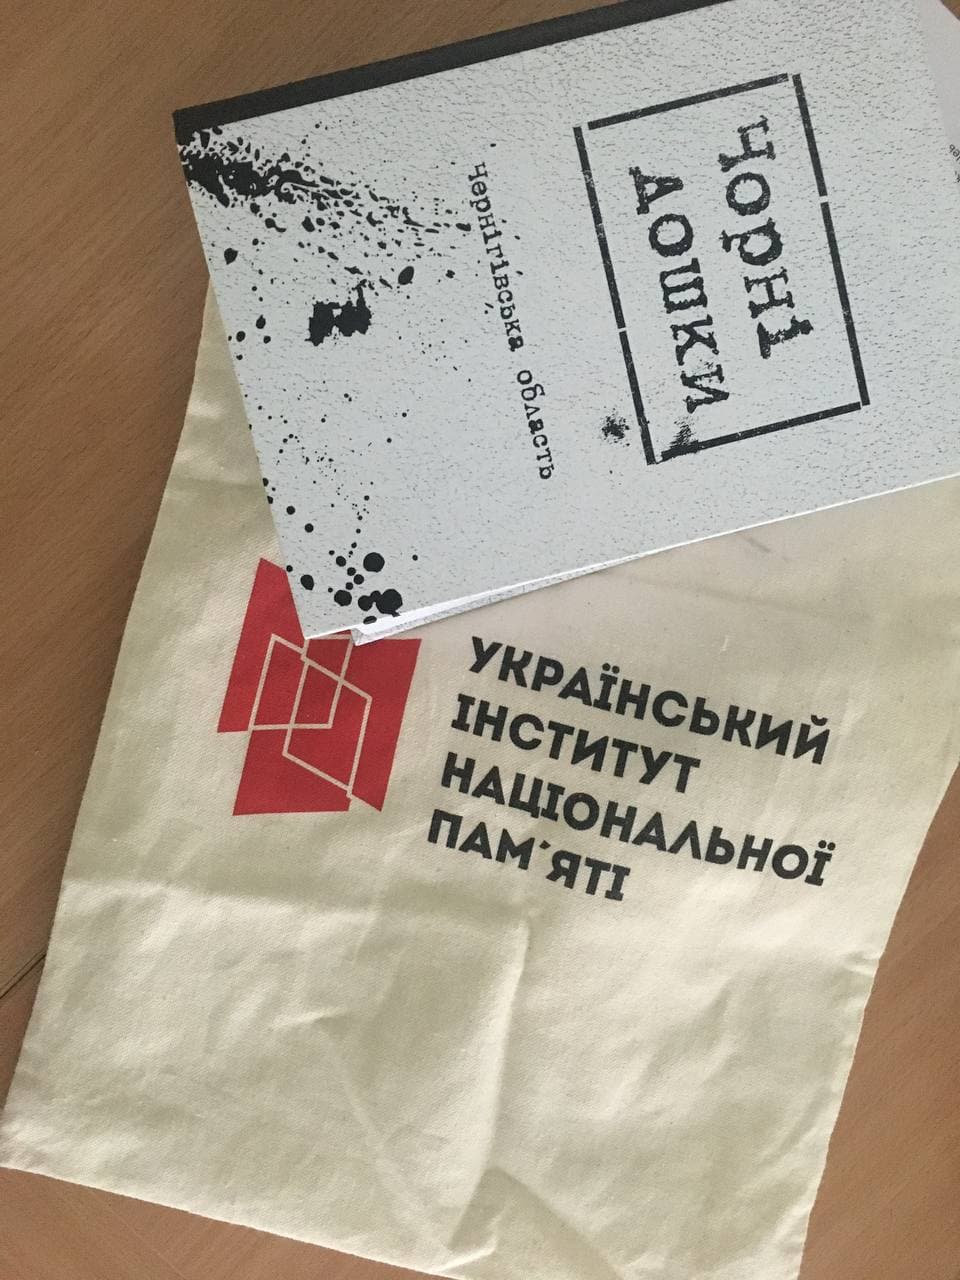 Чорні
дошки
Чернігівська область
УКРАЇНСЬКИЙ
ІНСТИТУТ
НАЦІОНАЛЬНОЇ
ПАМ'ЯТІ